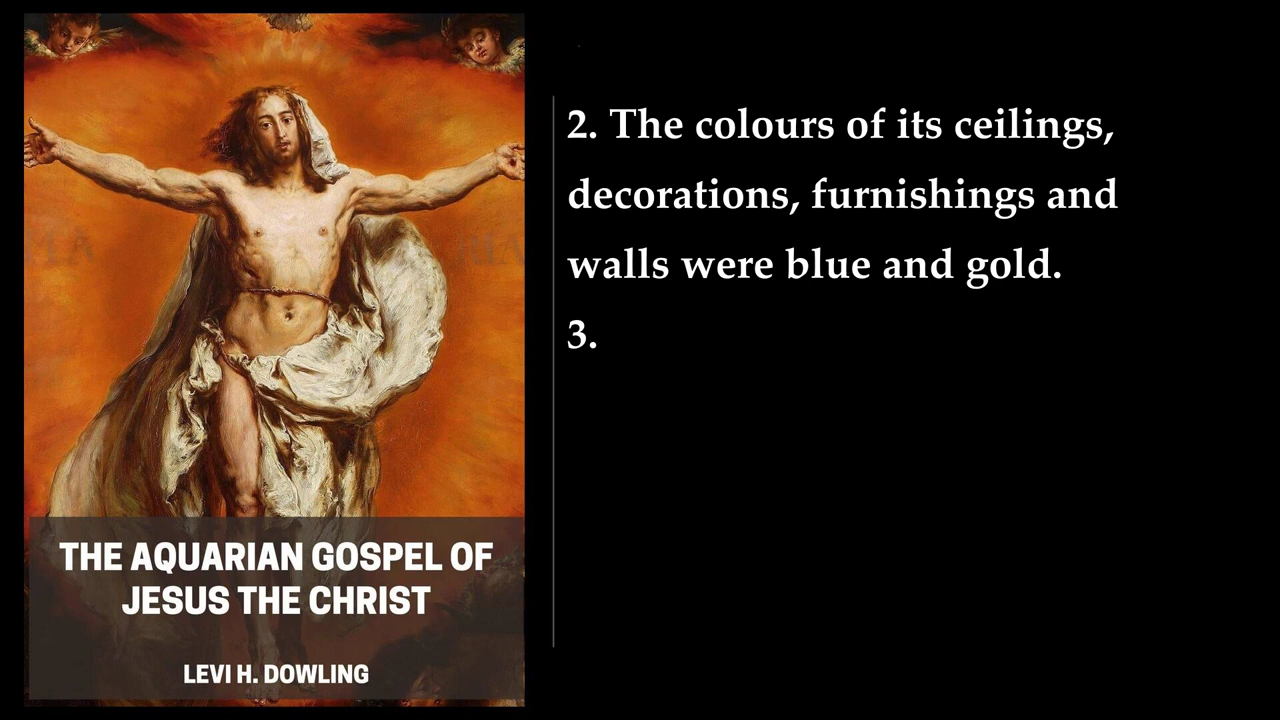 2. The colours of its ceilings,
decorations, furnishings and
walls were blue and gold.
3.
THE AQUARIAN GOSPEL OF
JESUS THE CHRIST
LEVI H. DOWLING